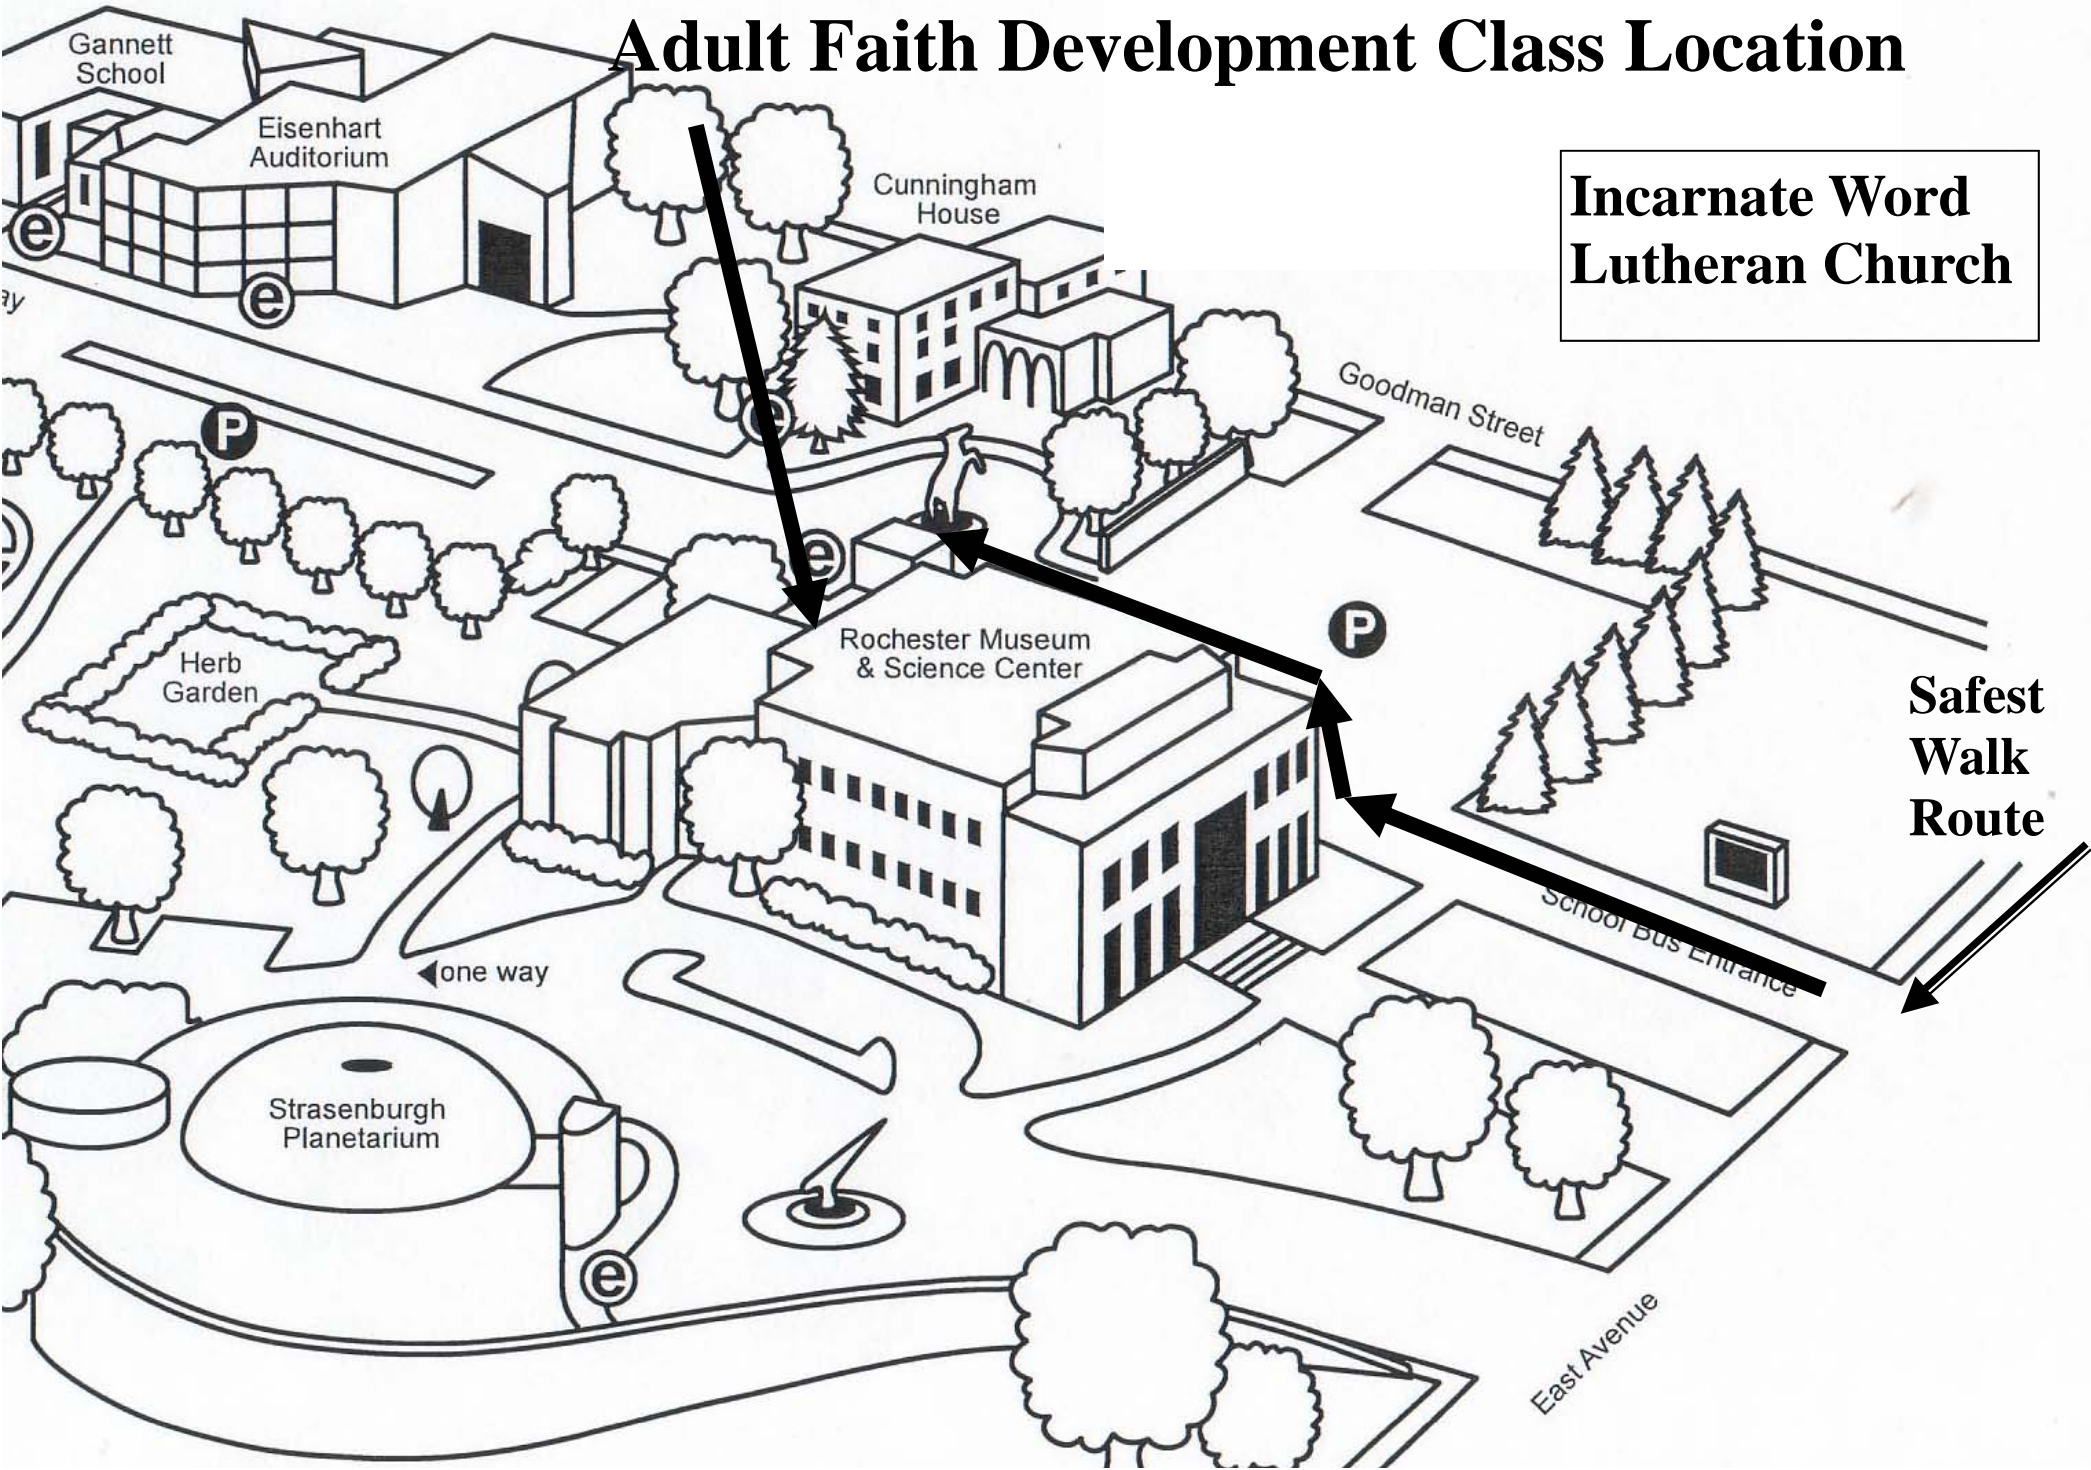 Adult Faith Development Class Location
Gannett
School
Eisenhart
Auditorium
Cunningham
House
Incarnate Word
Lutheran Church
e
e
ay
Goodman Street
P
e
e
P
Rochester Museum
& Science Center
Herb
Garden
Safest
Walk
Route
School Bus Entrance
one way
Strasenburgh
Planetarium
e
East Avenue